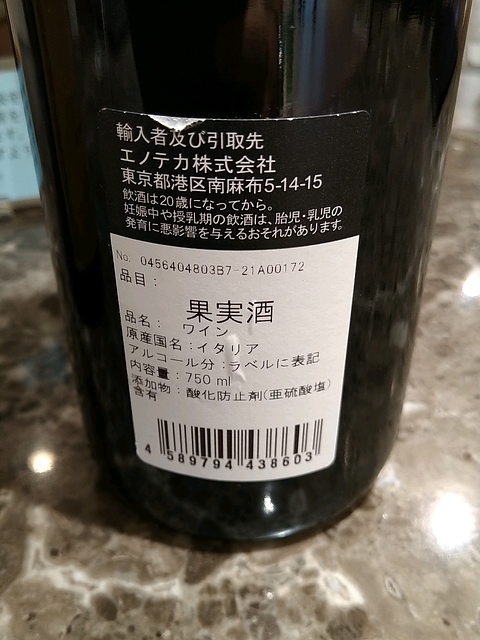 輸入者及び引取先
エノテカ株式会社
東京都港区南麻布5-14-15
飲酒は20歳になってから。
妊娠中や授乳期の飲酒は、胎児・乳児の
発育に悪影響を与えるおそれがあります。
No. 0456404803B7-21A00172
品目：
果実酒
品名： ワイン
原産国名：イタリア
アルコール分：ラベルに表記
内容量：750 ml
添加物：酸化防止剤(亜硫酸塩)
含有
4 589794 438603